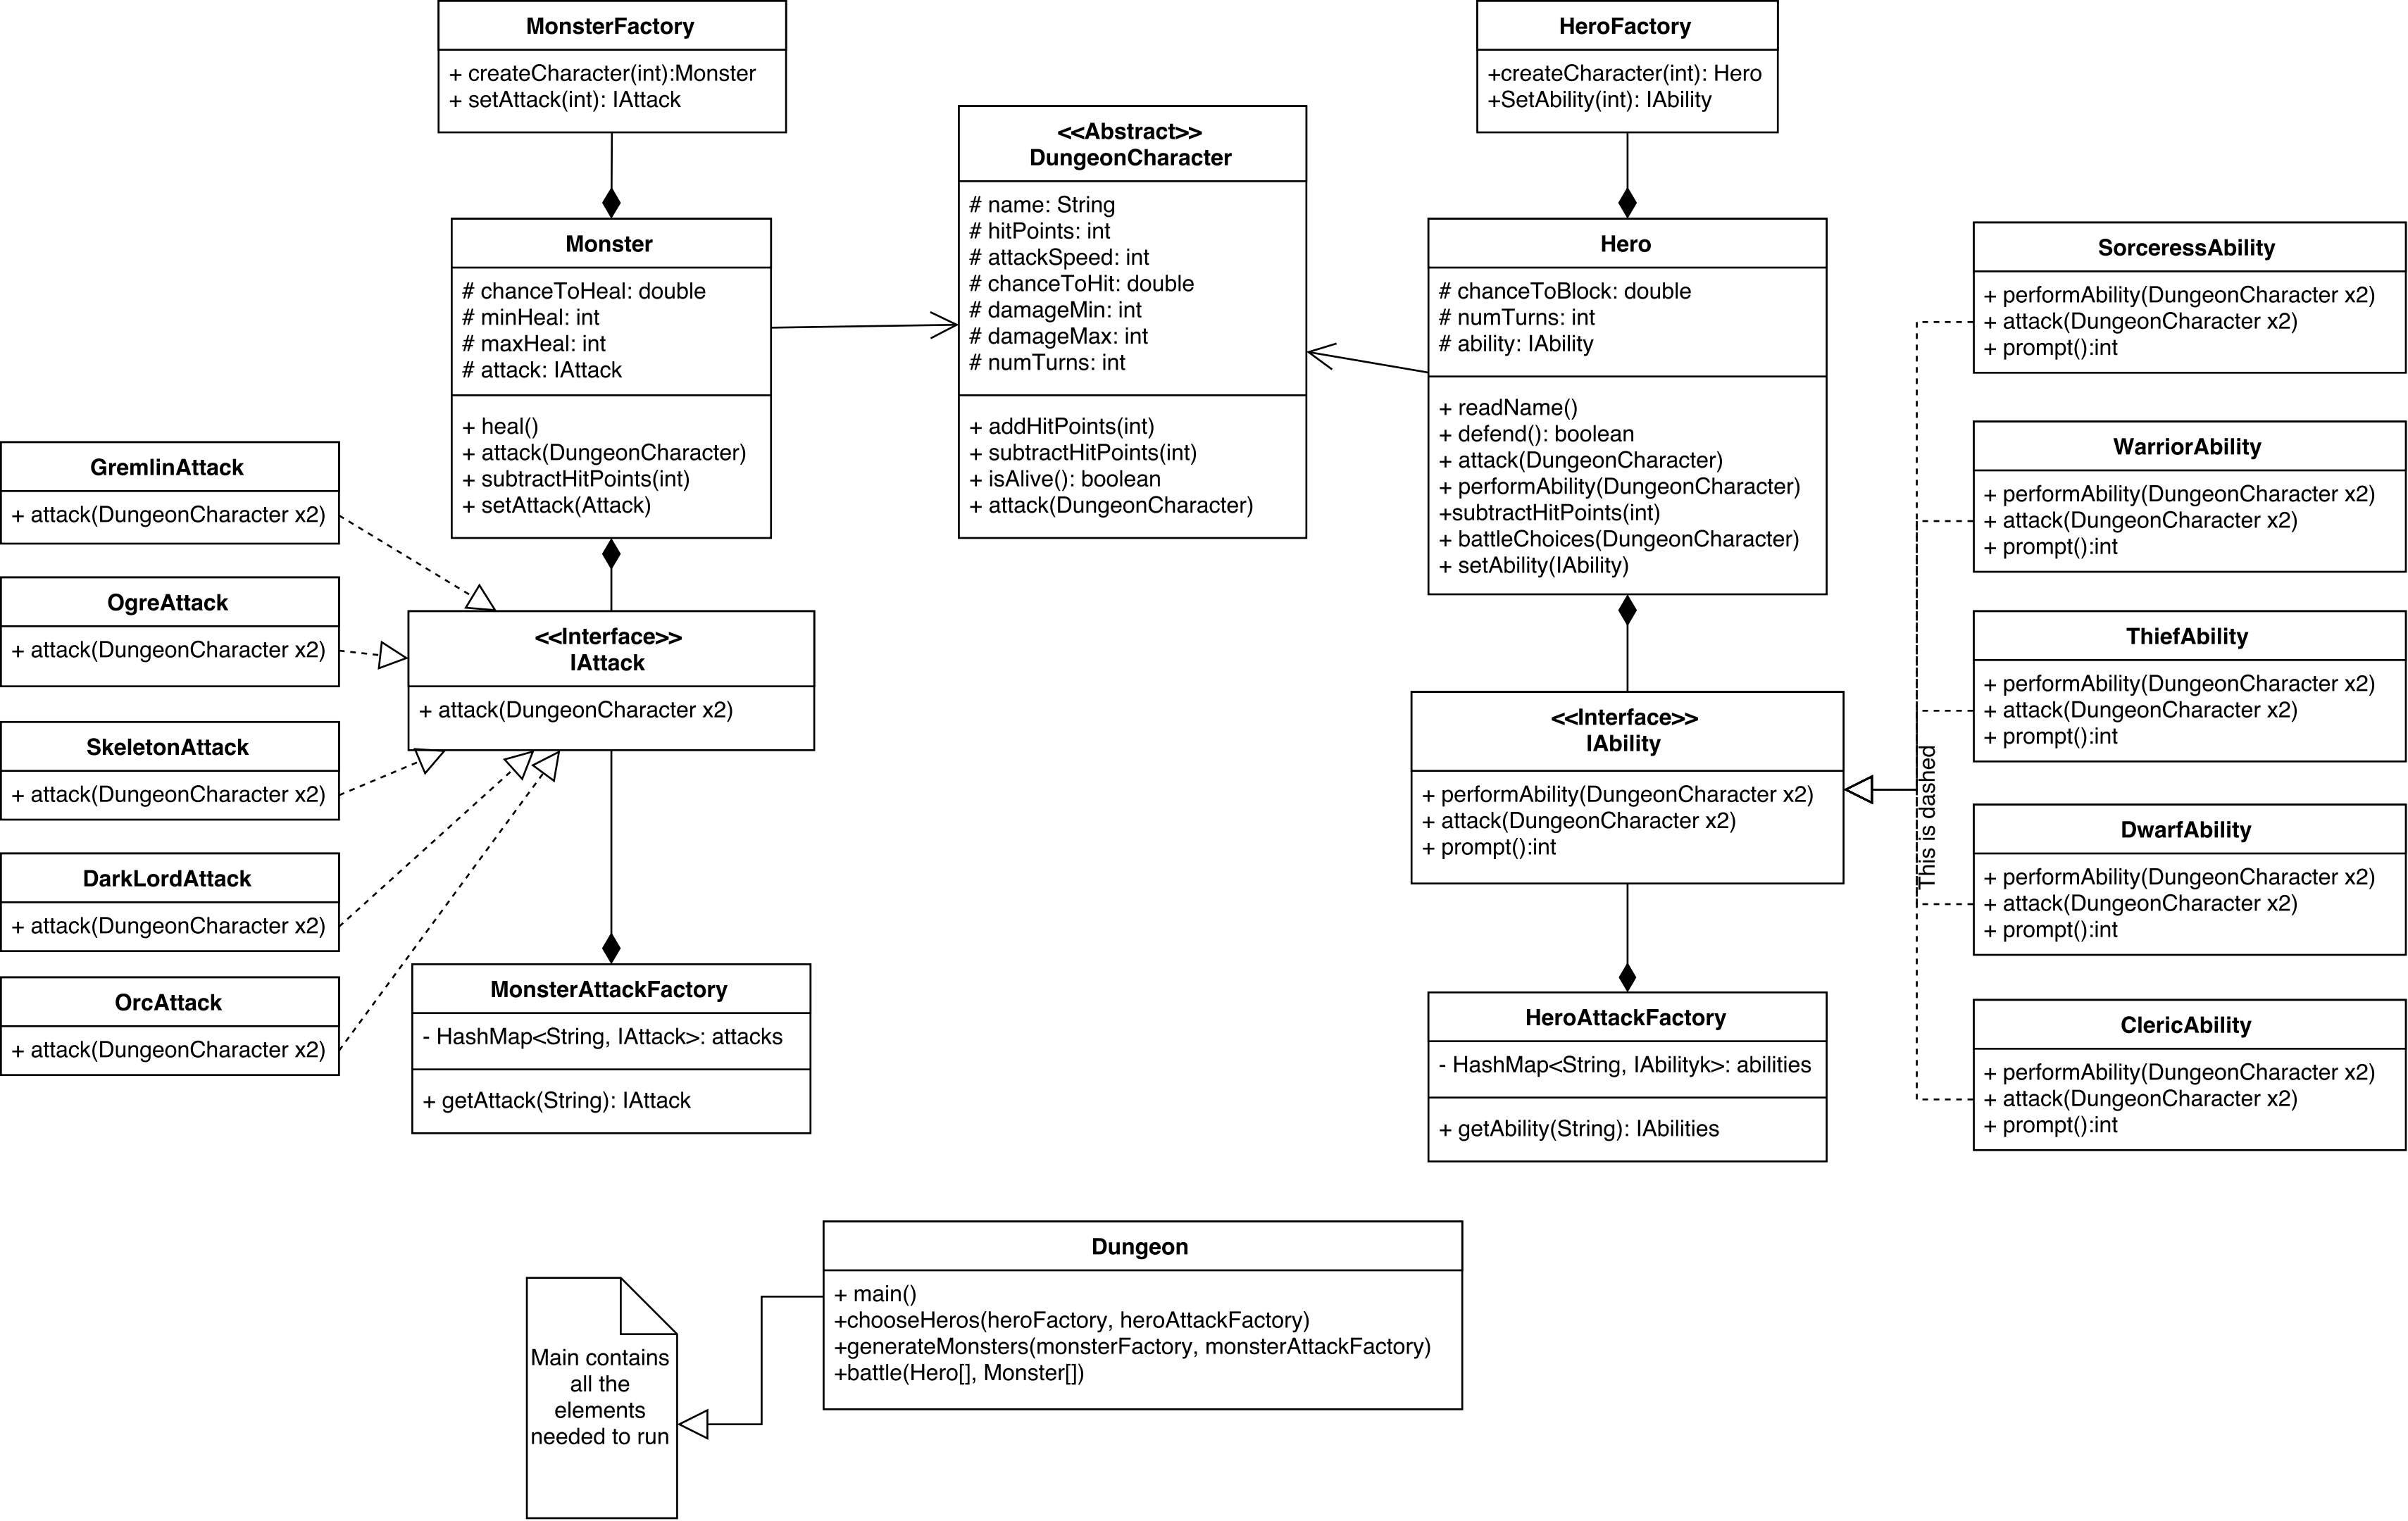 MonsterFactory
+ createCharacter(int):Monster
+ setAttack(int): IAttack
HeroFactory
+createCharacter(int): Hero
+SetAbility(int): IAbility
<<Abstract>>
DungeonCharacter
# name: String
# hitPoints: int
# attackSpeed: int
# chanceToHit: double
# damageMin: int
# damageMax: int
# numTurns: int
+ addHitPoints(int)
+ subtractHitPoints(int)
+ isAlive(): boolean
+ attack(DungeonCharacter)
Monster
# chanceToHeal: double
# minHeal: int
# maxHeal: int
# attack: IAttack
+ heal()
+ attack(DungeonCharacter)
+ subtractHitPoints(int)
+ setAttack(Attack)
Hero
# chanceToBlock: double
# numTurns: int
# ability: IAbility
+ readName()
+ defend(): boolean
+ attack(DungeonCharacter)
+ performAbility(DungeonCharacter)
+subtractHitPoints(int)
+ battleChoices(DungeonCharacter)
+ setAbility(IAbility)
SorceressAbility
+ performAbility(DungeonCharacter x2)
+ attack(DungeonCharacter x2)
+ prompt():int
WarriorAbility
+ performAbility(DungeonCharacter x2)
+ attack(DungeonCharacter x2)
+ prompt():int
ThiefAbility
+ performAbility(DungeonCharacter x2)
+ attack(DungeonCharacter x2)
+ prompt():int
DwarfAbility
+ performAbility(DungeonCharacter x2)
+ attack(DungeonCharacter x2)
+ prompt():int
ClericAbility
+ performAbility(DungeonCharacter x2)
+ attack(DungeonCharacter x2)
+ prompt():int
This is dashed
GremlinAttack
+ attack(DungeonCharacter x2)
OgreAttack
+ attack(DungeonCharacter x2)
SkeletonAttack
+ attack(DungeonCharacter x2)
DarkLordAttack
+ attack(DungeonCharacter x2)
OrcAttack
+ attack(DungeonCharacter x2)
<<Interface>>
IAttack
+ attack(DungeonCharacter x2)
<<Interface>>
IAbility
+ performAbility(DungeonCharacter x2)
+ attack(DungeonCharacter x2)
+ prompt():int
MonsterAttackFactory
- HashMap<String, IAttack>: attacks
+ getAttack(String): IAttack
HeroAttackFactory
- HashMap<String, IAbilityk>: abilities
+ getAbility(String): IAbilities
Dungeon
+ main()
+chooseHeros(heroFactory, heroAttackFactory)
+generateMonsters(monsterFactory, monsterAttackFactory)
+battle(Hero[], Monster[])
Main contains
all the
elements
needed to run